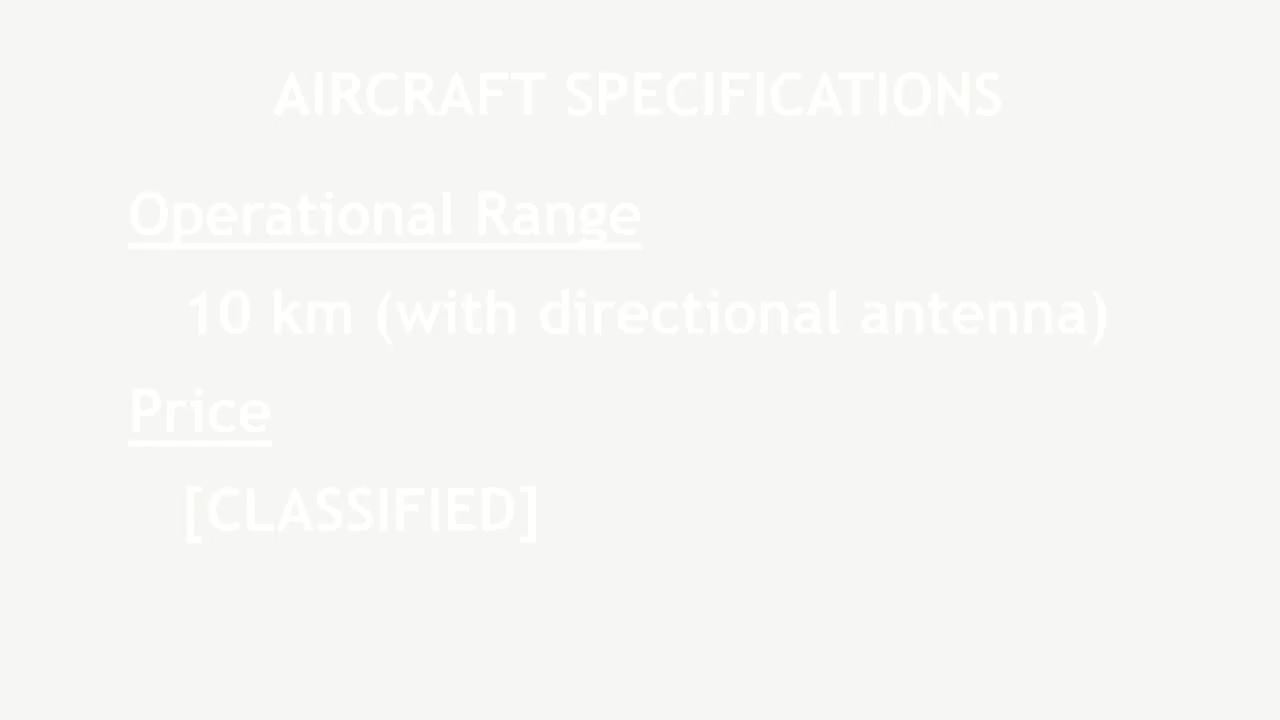 AIRCRAFT SPECIFICATIONS
Operational Range
10 km (with directional antenna)
Price
[CLASSIFIED]